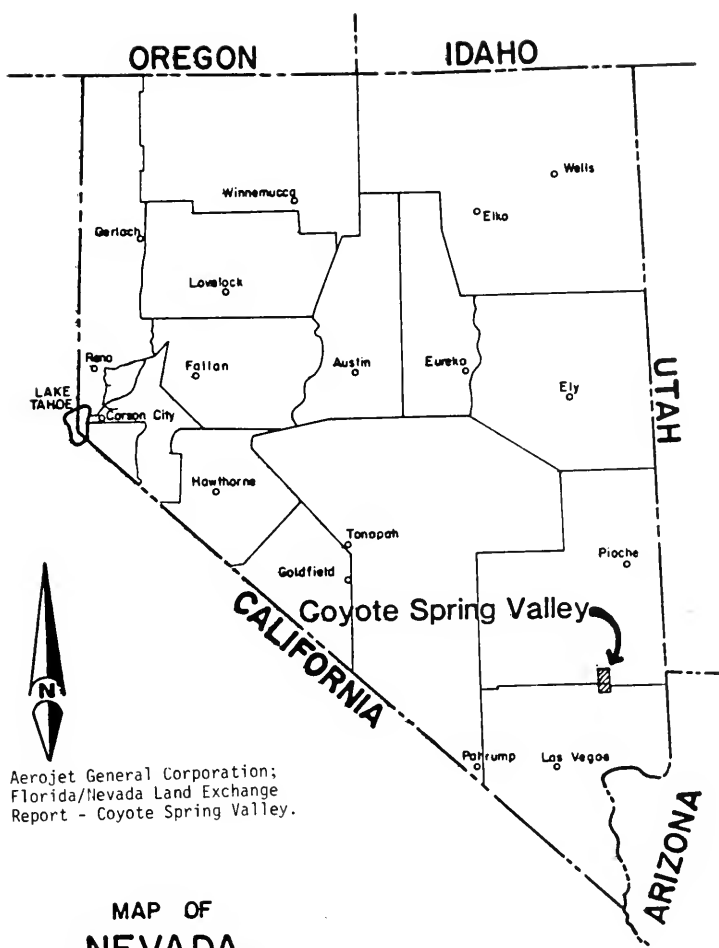 OREGON
IDAHO
Wells
Winnemucca
Elko
Gerlach
Lovelock
Reno
Fallan
Austin
Eureka
Ely
UTAH
LAKE
TAHOE
Carson City
Hawthorne
Tonopah
Pioche
Goldfield
Coyote Spring Valley
CALIFORNIA
N
Pahrump
Las Vegas
Aerojet General Corporation;
Florida/Nevada Land Exchange
Report - Coyote Spring Valley.
ARIZONA
MAP OF
NEVADA